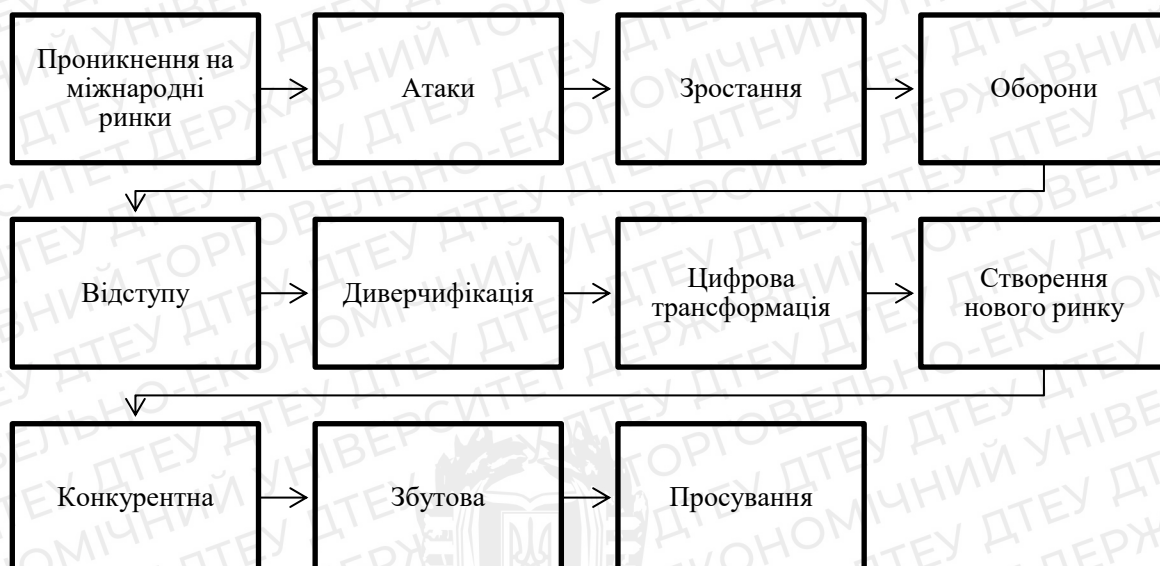 Проникнення на
міжнародні
ринки
Атаки
Зростання
Оборони
Відступу
Диверчифікація
Цифрова
трансформація
Створення
нового ринку
Конкурентна
Збутова
Просування